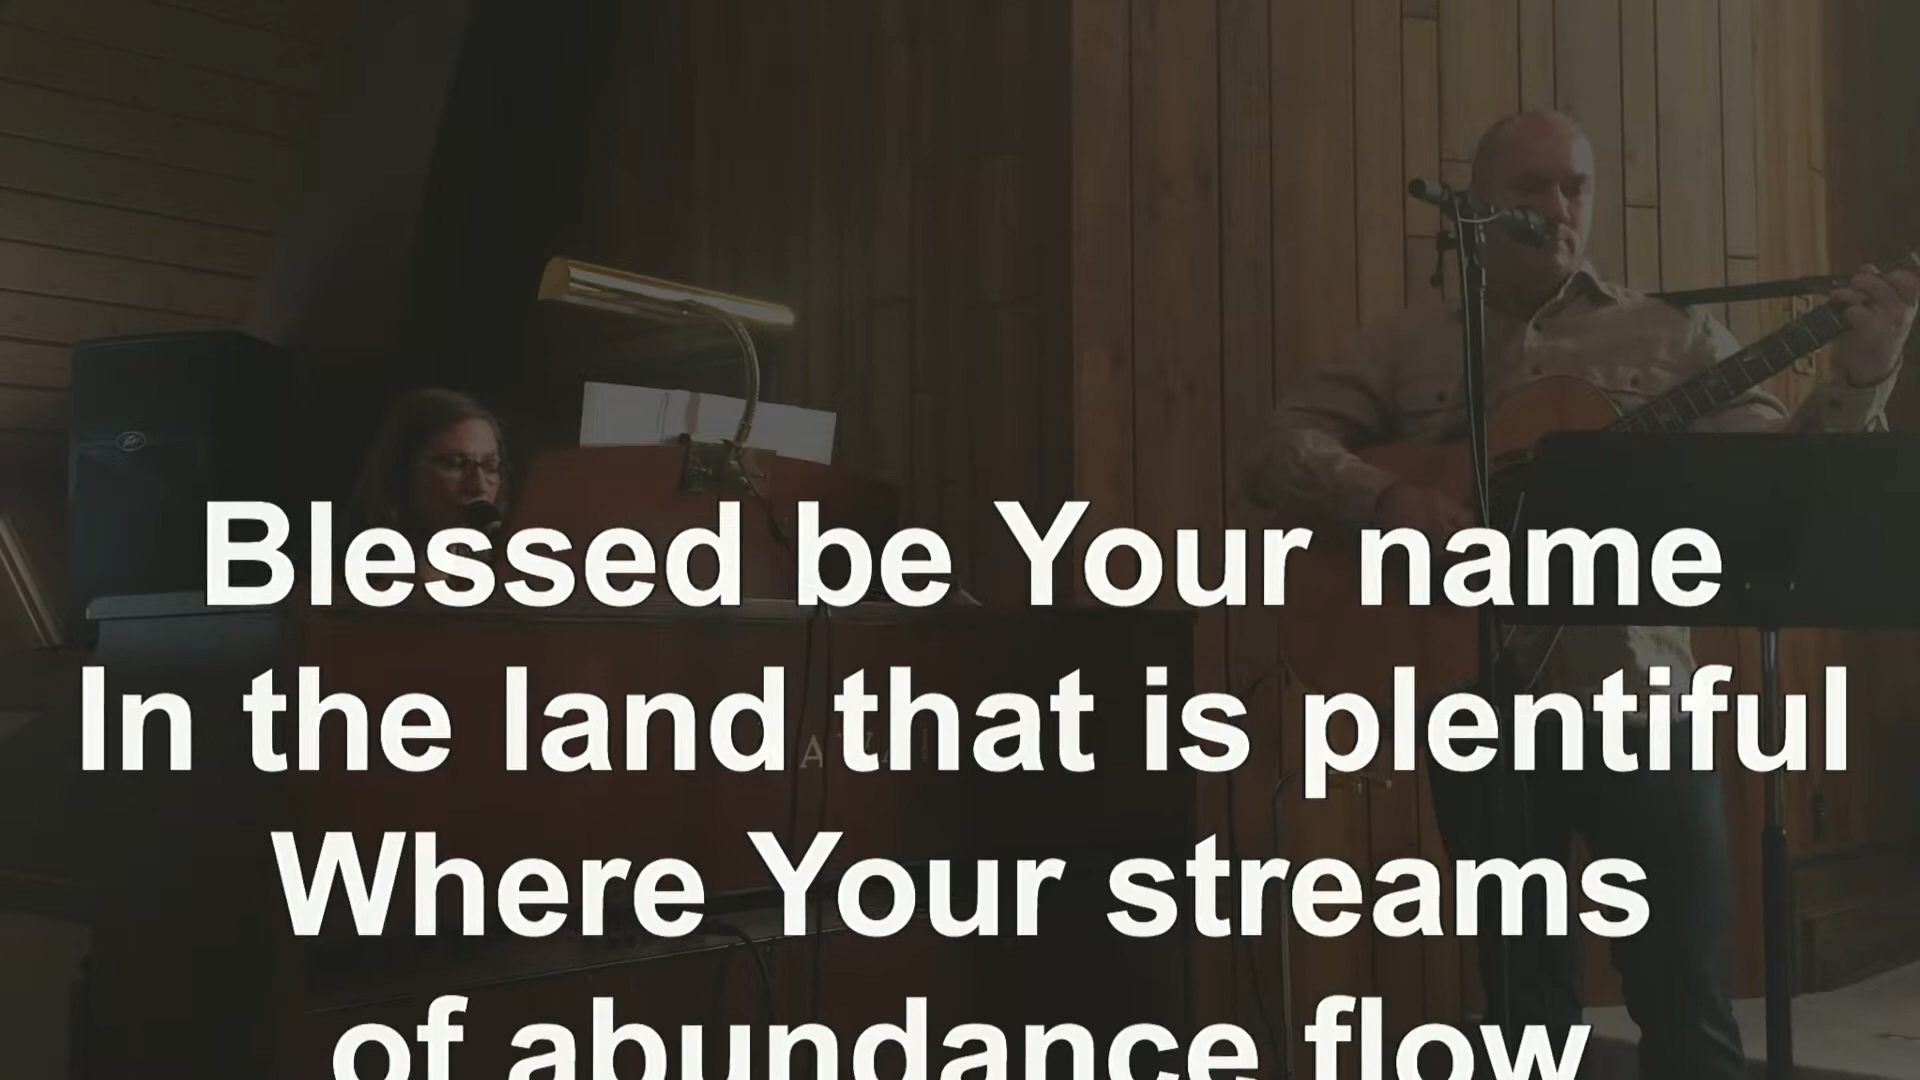 Blessed be Your name
In the land that is plentiful
Where Your streams
of abundance flow